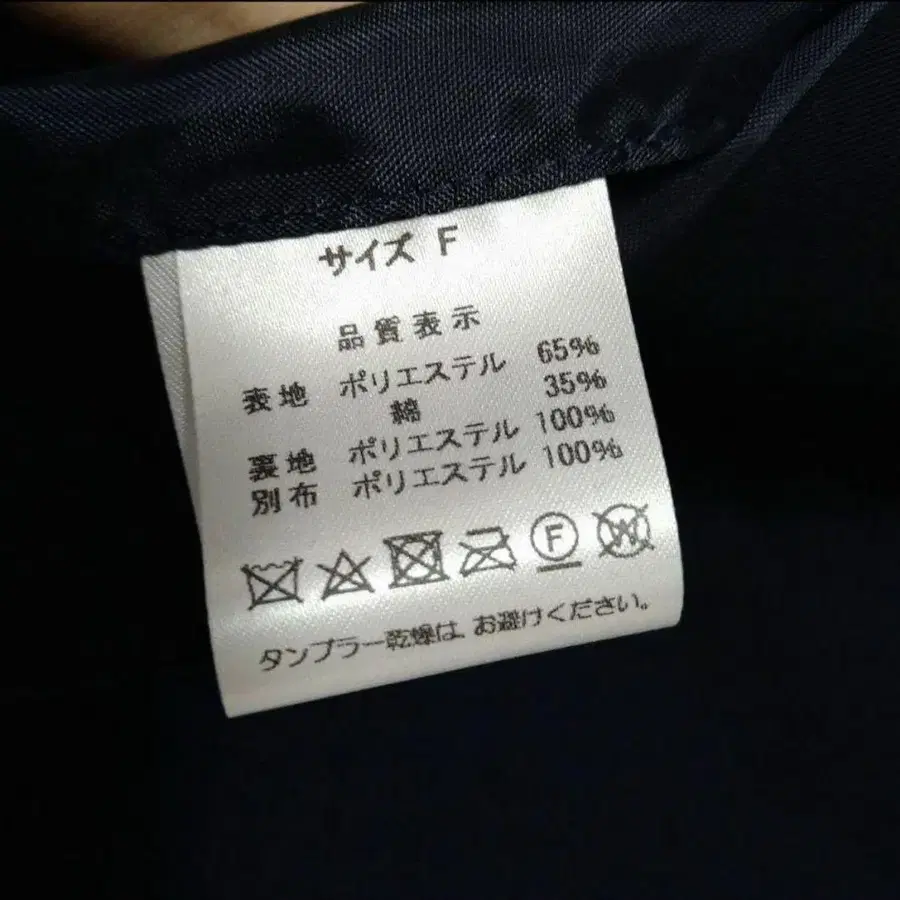 サイズ F
品質表示
表地 ポリエステル 65%
綿 35%
裏地 ポリエステル 100%
別布 ポリエステル 100%
F W
タンブラー乾燥は、お避けください。